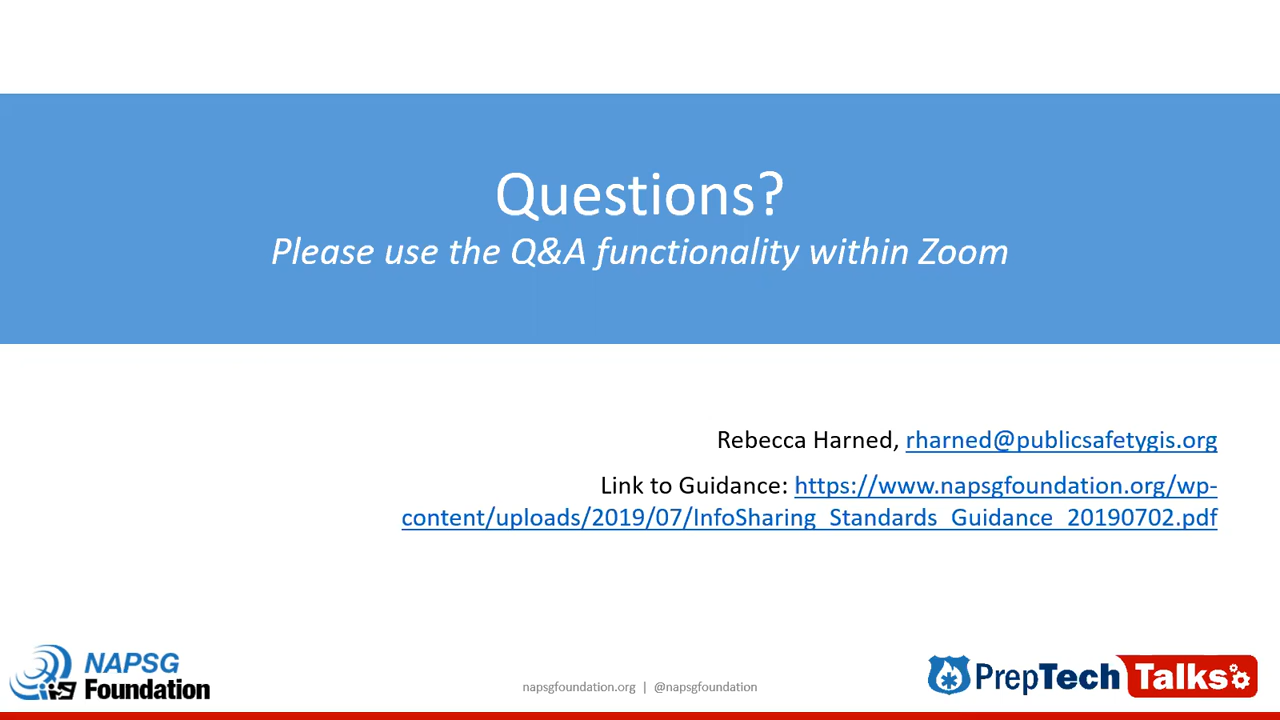 Questions?
Please use the Q&A functionality within Zoom
Rebecca Harned, rharned@publicsafetygis.org
Link to Guidance: https://www.napsgfoundation.org/wp-
content/uploads/2019/07/InfoSharing_Standards_Guidance_20190702.pdf
NAPSG
Foundation
napsgfoundation.org | @napsgfoundation
PrepTech Talks